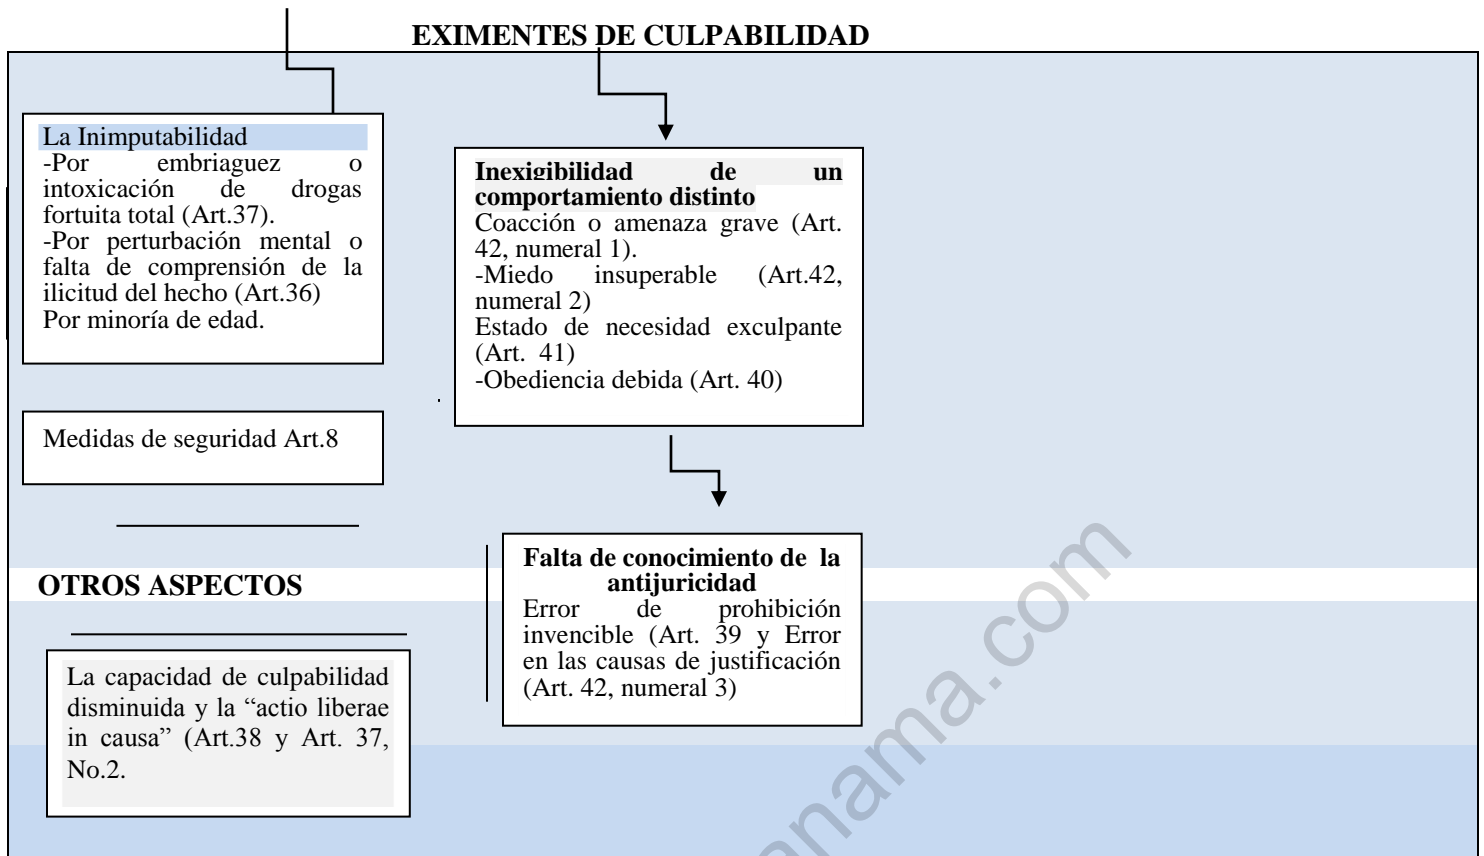 EXIMENTES DE CULPABILIDAD
La Inimputabilidad
-Por embriaguez o
intoxicación de drogas
fortuita total (Art.37).
-Por perturbación mental o
falta de comprensión de la
ilicitud del hecho (Art.36)
Por minoría de edad.
Medidas de seguridad Art.8
Inexigibilidad de un
comportamiento distinto
Coacción o amenaza grave (Art.
42, numeral 1).
-Miedo insuperable (Art.42,
numeral 2)
Estado de necesidad exculpante
(Art. 41)
-Obediencia debida (Art. 40)
Falta de conocimiento de la
antijuricidad
Error de prohibición
invencible (Art. 39 y Error
en las causas de justificación
(Art. 42, numeral 3)
OTROS ASPECTOS
La capacidad de culpabilidad
disminuida y la “actio liberae
in causa” (Art.38 y Art. 37,
No.2.
nama.com